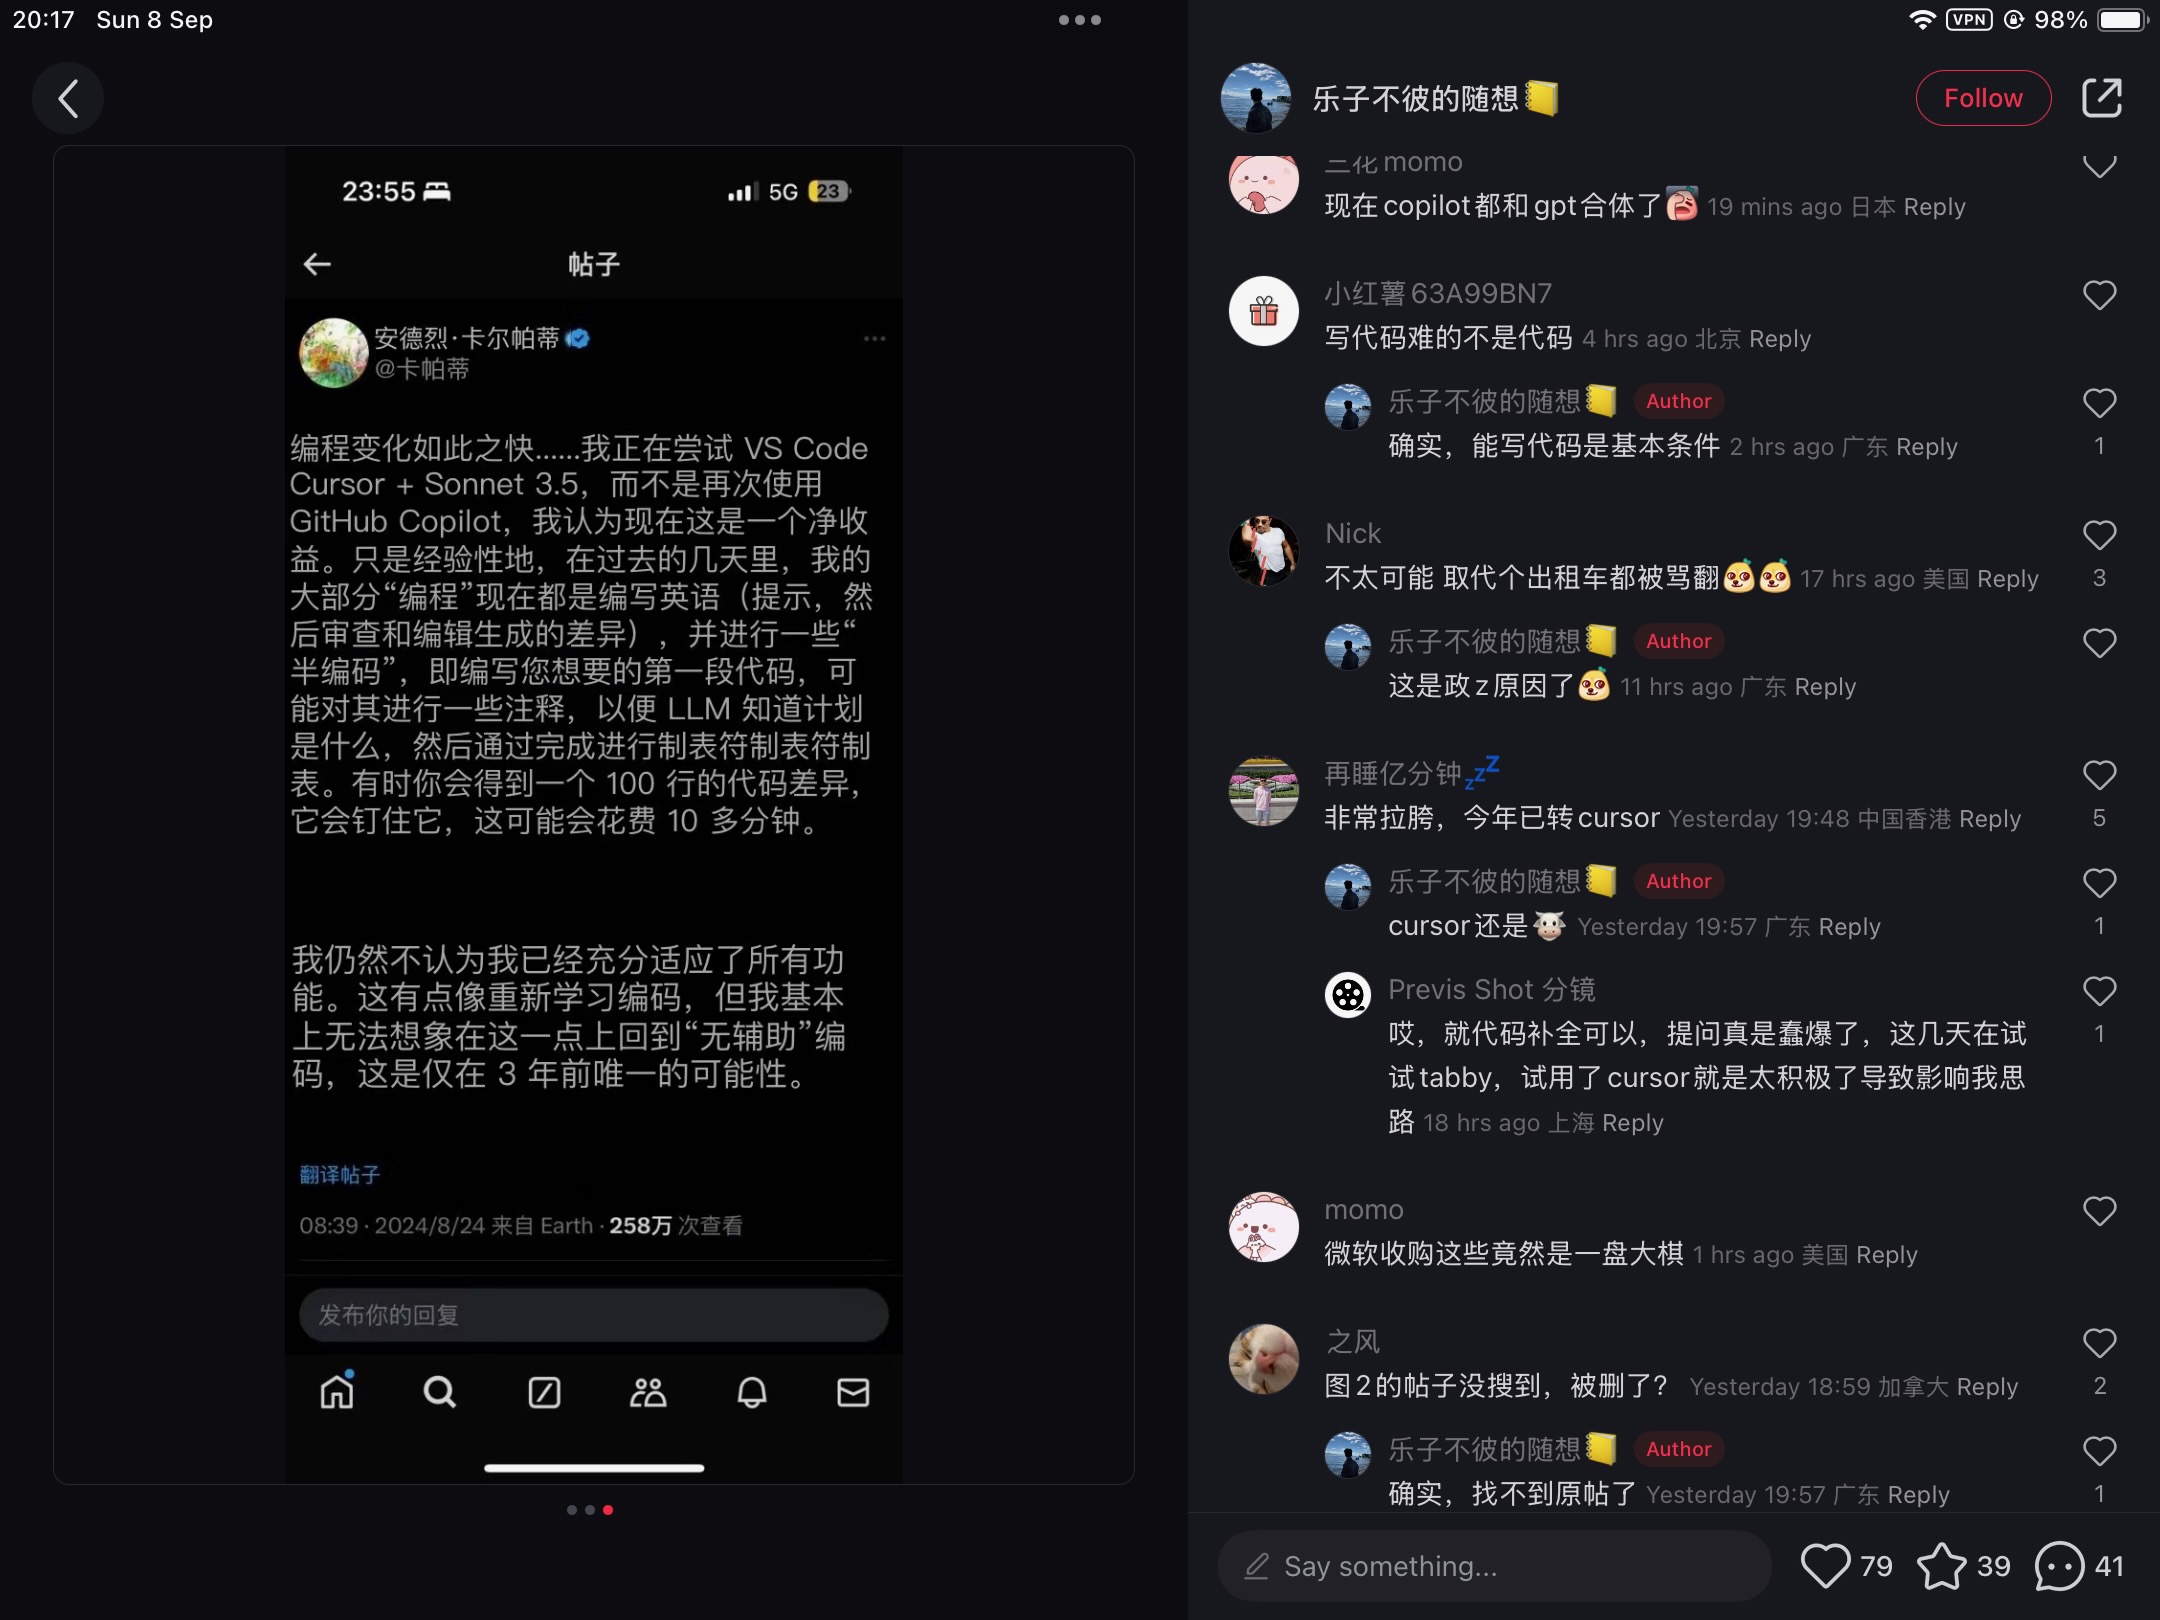 20:17 Sun 8 Sep
VPN 98%
23:55 5G 23
帖子
安德烈·卡尔帕蒂
@卡帕蒂
编程变化如此之快......我正在尝试 VS Code
Cursor + Sonnet 3.5，而不是再次使用
GitHub Copilot，我认为现在这是一个净收
益。只是经验性地，在过去的几天里，我的
大部分“编程”现在都是编写英语（提示，然
后审查和编辑生成的差异），并进行一些“
半编码”，即编写您想要的第一段代码，可
能对其进行一些注释，以便 LLM 知道计划
是什么，然后通过完成进行制表符制表符制
表。有时你会得到一个 100 行的代码差异，
它会钉住它，这可能会花费 10 多分钟。
我仍然不认为我已经充分适应了所有功
能。这有点像重新学习编码，但我基本
上无法想象在这一点上回到“无辅助”编
码，这是仅在 3 年前唯一的可能性。
翻译帖子
08:39 · 2024/8/24 来自 Earth · 258万 次查看
发布你的回复
乐子不彼的随想
Follow
momo
现在copilot都和gpt合体了 19 mins ago 日本 Reply
小红薯63A99BN7
写代码难的不是代码 4 hrs ago 北京 Reply
乐子不彼的随想 Author
确实，能写代码是基本条件 2 hrs ago 广东 Reply
1
Nick
不太可能 取代个出租车都被骂翻 17 hrs ago 美国 Reply
3
乐子不彼的随想 Author
这是政z原因了 11 hrs ago 广东 Reply
再睡亿分钟💤
非常拉胯，今年已转cursor Yesterday 19:48 中国香港 Reply
5
乐子不彼的随想 Author
cursor还是 Yesterday 19:57 广东 Reply
1
Previs Shot 分镜
哎，就代码补全可以，提问真是蠢爆了，这几天在试
1
试tabby，试用了cursor就是太积极了导致影响我思
路 18 hrs ago 上海 Reply
momo
微软收购这些竟然是一盘大棋 1 hrs ago 美国 Reply
之风
图2的帖子没搜到，被删了？ Yesterday 18:59 加拿大 Reply
2
乐子不彼的随想 Author
确实，找不到原帖了 Yesterday 19:57 广东 Reply
1
Say something...
79
39
41